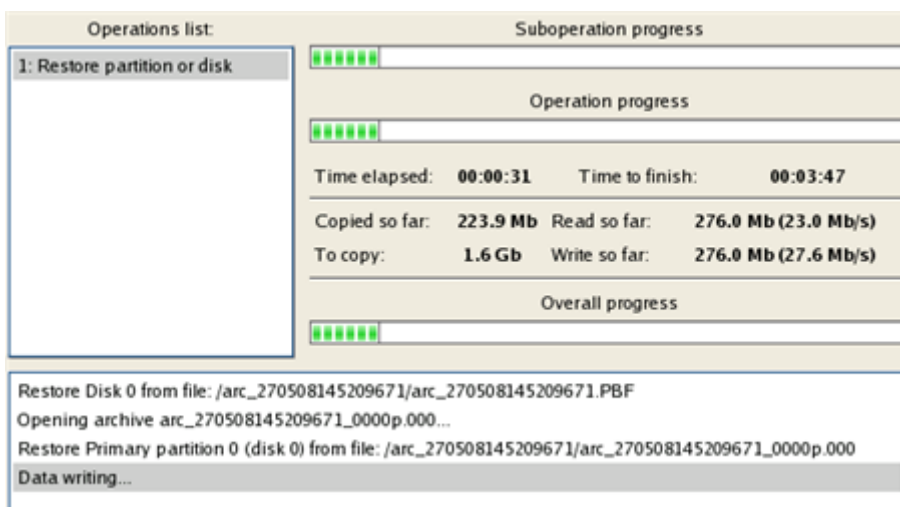 Operations list:
1: Restore partition or disk
Suboperation progress
Operation progress
Time elapsed: 00:00:31 Time to finish: 00:03:47
Copied so far: 223.9 Mb Read so far: 276.0 Mb (23.0 Mb/s)
To copy: 1.6 Gb Write so far: 276.0 Mb (27.6 Mb/s)
Overall progress
Restore Disk 0 from file: /arc_270508145209671/arc_270508145209671.PBF
Opening archive arc_270508145209671_0000p.000...
Restore Primary partition 0 (disk 0) from file: /arc_270508145209671/arc_270508145209671_0000p.000
Data writing...